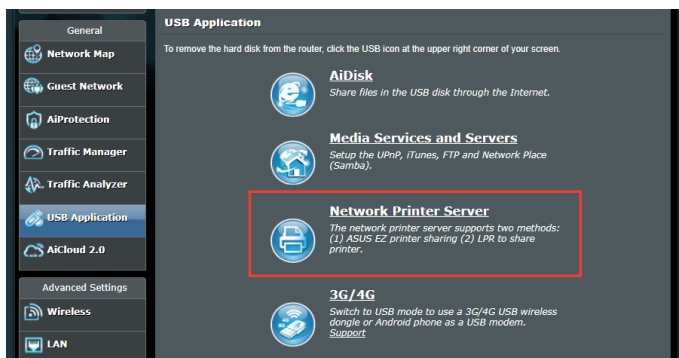 General
Network Map
Guest Network
AiProtection
Traffic Manager
Traffic Analyzer
USB Application
AiCloud 2.0
Advanced Settings
Wireless
LAN
USB Application
To remove the hard disk from the router, click the USB icon at the upper right corner of your screen.
AiDisk
Share files in the USB disk through the Internet.
Media Services and Servers
Setup the UPnP, iTunes, FTP and Network Place
(Samba).
Network Printer Server
The network printer server supports two methods:
(1) ASUS EZ printer sharing (2) LPR to share
printer.
3G/4G
Switch to USB mode to use a 3G/4G USB wireless
dongle or Android phone as a USB modem.
Support